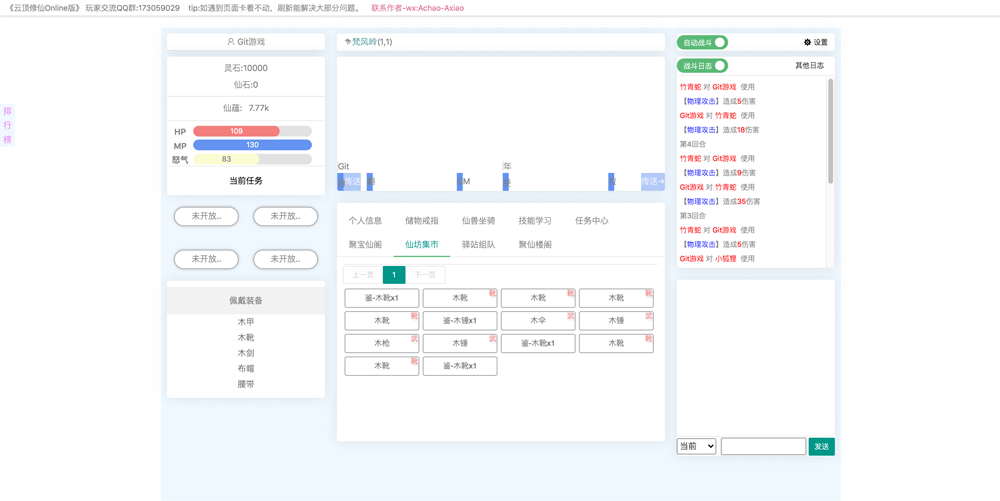 《云顶修仙Online版》 玩家交流QQ群:173059029 tip:如遇到页面卡着不动，刷新能解决大部分问题。 联系作者-wx:Achao-Axiao
排
行
榜
Git游戏
灵石:10000
仙石:0
仙蕴: 7.77k
HP 109
MP 130
怒气 83
当前任务
未开放.. 未开放..
未开放.. 未开放..
佩戴装备
木甲
木靴
木剑
布帽
腰带
梵风岭(1,1)
Git 年
传送 M 传送→
个人信息 储物戒指 仙兽坐骑 技能学习 任务中心
聚宝仙阁 仙坊集市 驿站组队 聚仙楼阁
上一页 1 下一页
鉴-木靴x1 木靴 靴 木靴 木靴 靴
木靴 靴 鉴-木锤x1 木伞 武 木锤 武
木枪 武 木锤 武 鉴-木靴x1 木靴 靴
木靴 靴 鉴-木靴x1
自动战斗 设置
战斗日志 其他日志
竹青蛇 对 Git游戏 使用
【物理攻击】造成5伤害
Git游戏 对 竹青蛇 使用
【物理攻击】造成18伤害
第4回合
竹青蛇 对 Git游戏 使用
【物理攻击】造成9伤害
Git游戏 对 竹青蛇 使用
【物理攻击】造成35伤害
第3回合
竹青蛇 对 Git游戏 使用
【物理攻击】造成5伤害
Git游戏 对 小狐狸 使用
当前 发送